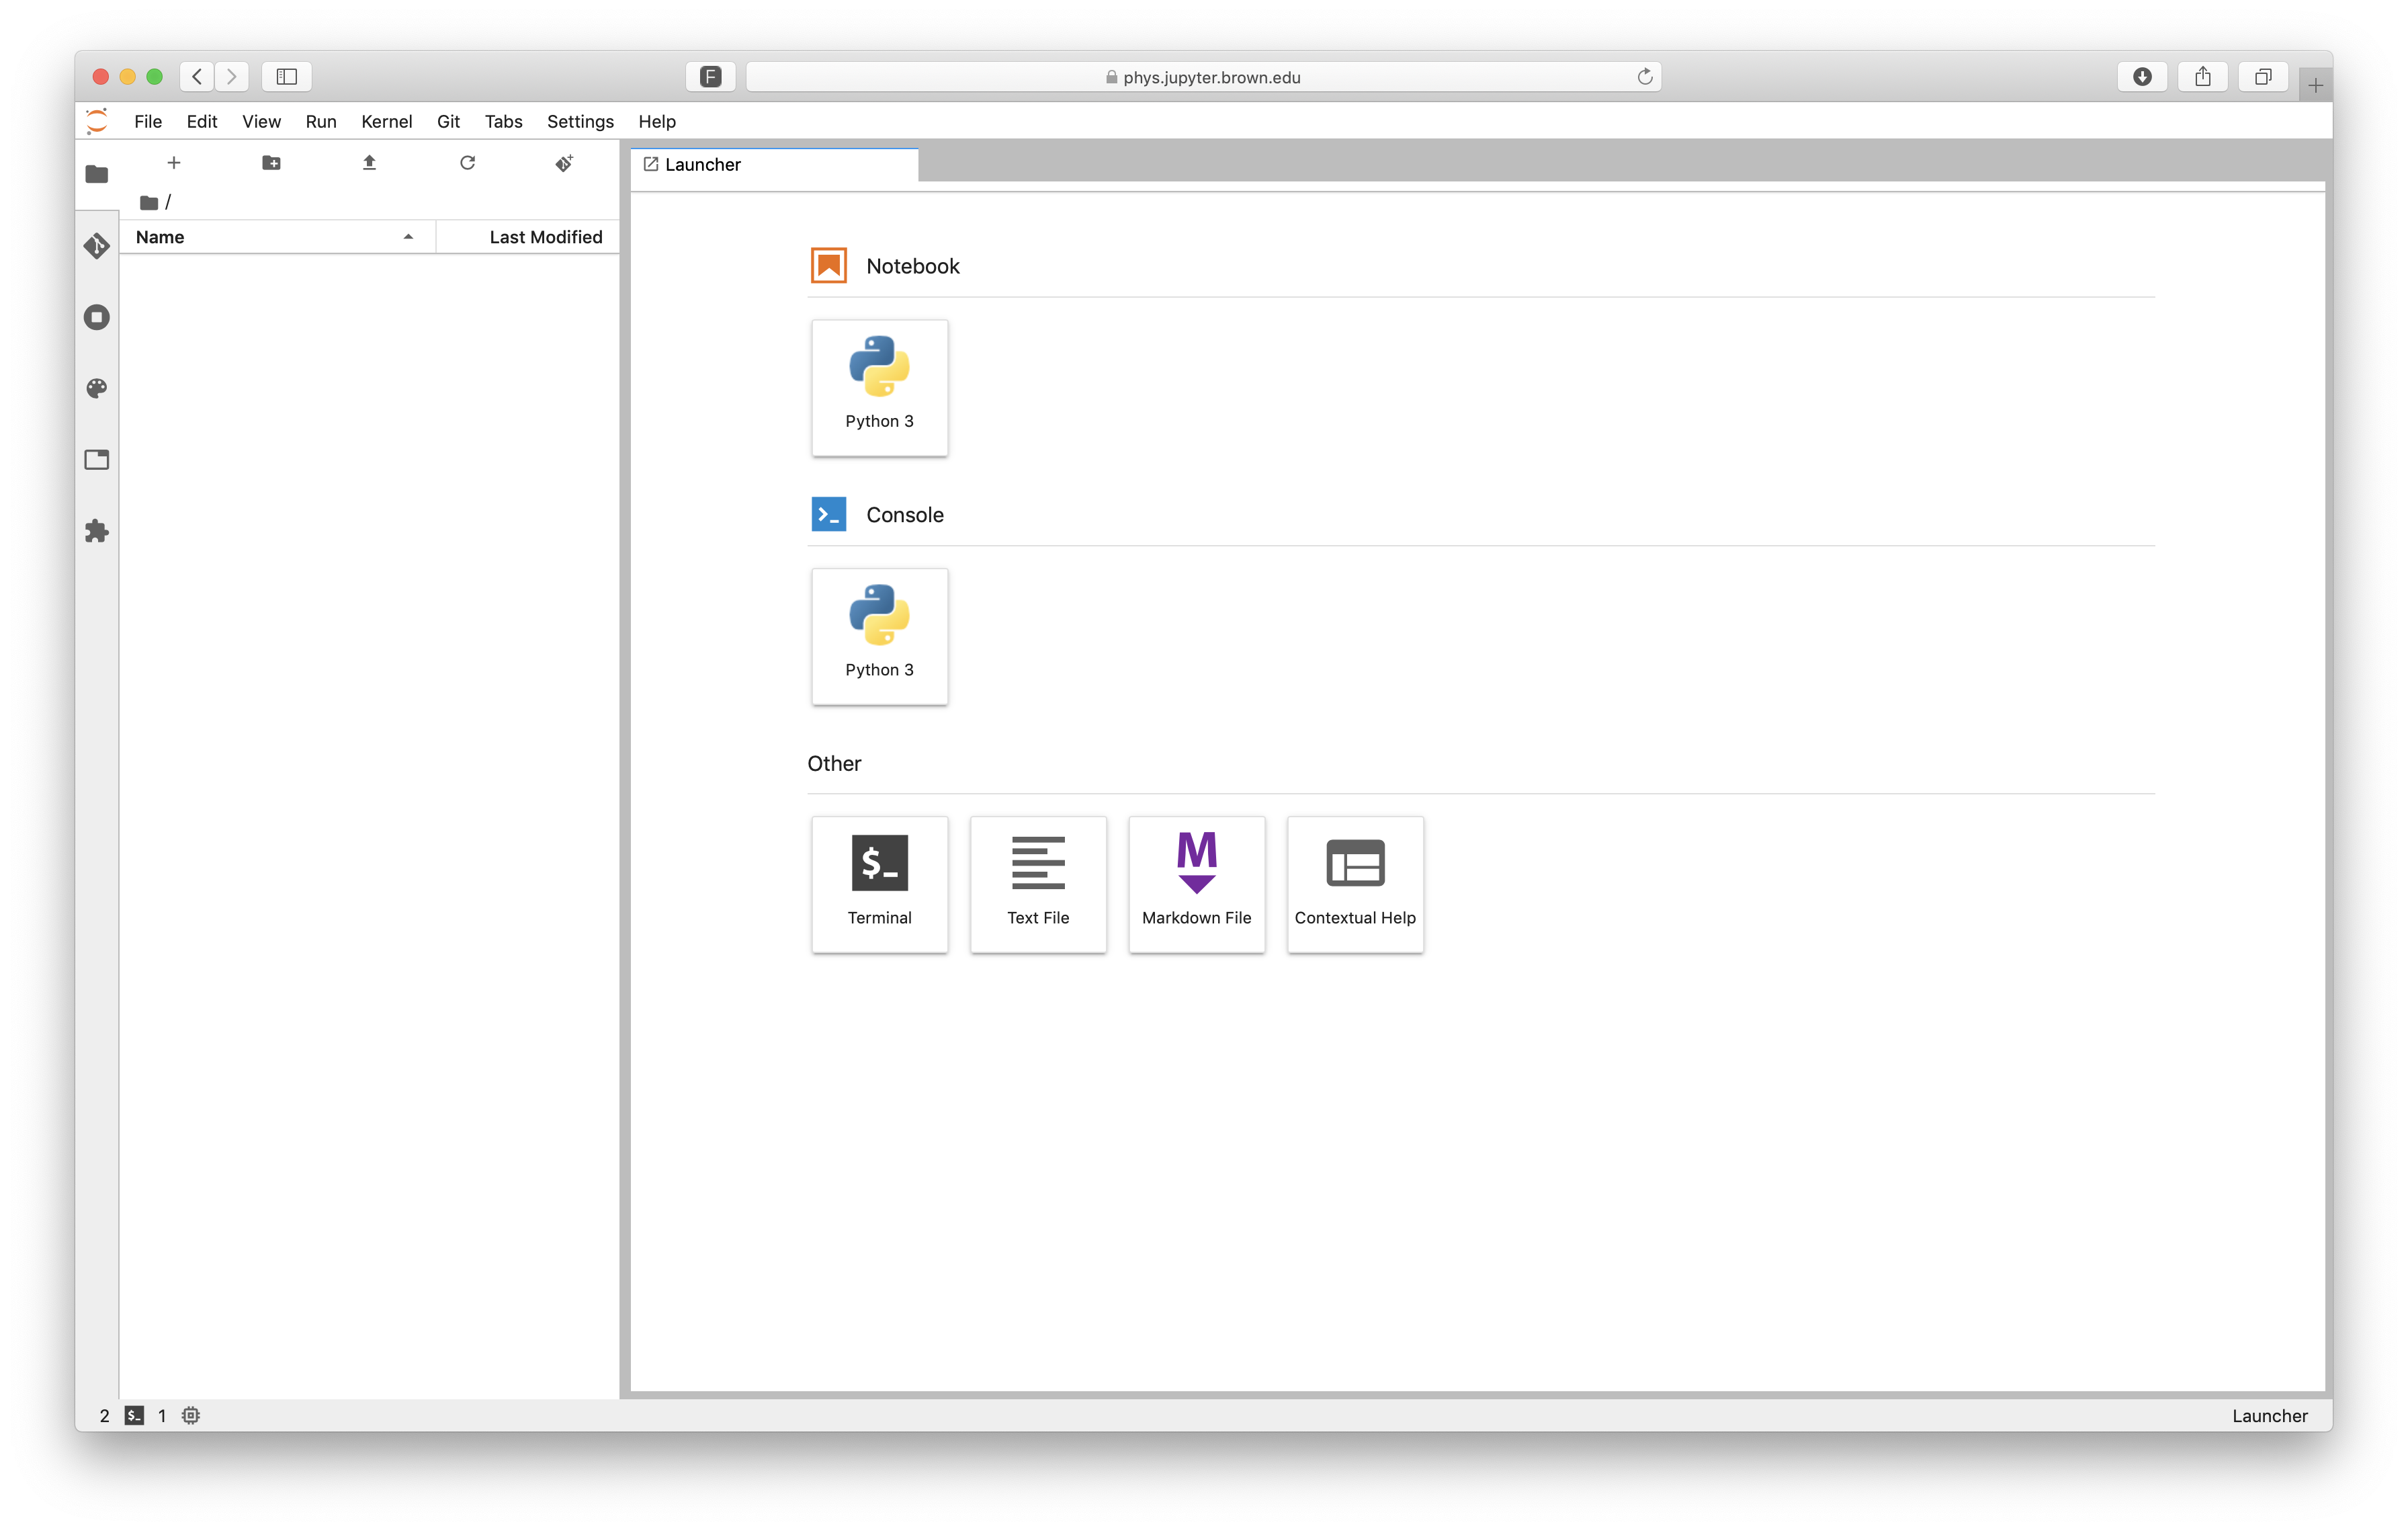 F
phys.jupyter.brown.edu
File Edit View Run Kernel Git Tabs Settings Help
Launcher
/
Name Last Modified
Notebook
Python 3
Console
>_
Python 3
Other
$_
M
Terminal Text File Markdown File Contextual Help
2 $_ 1 Launcher